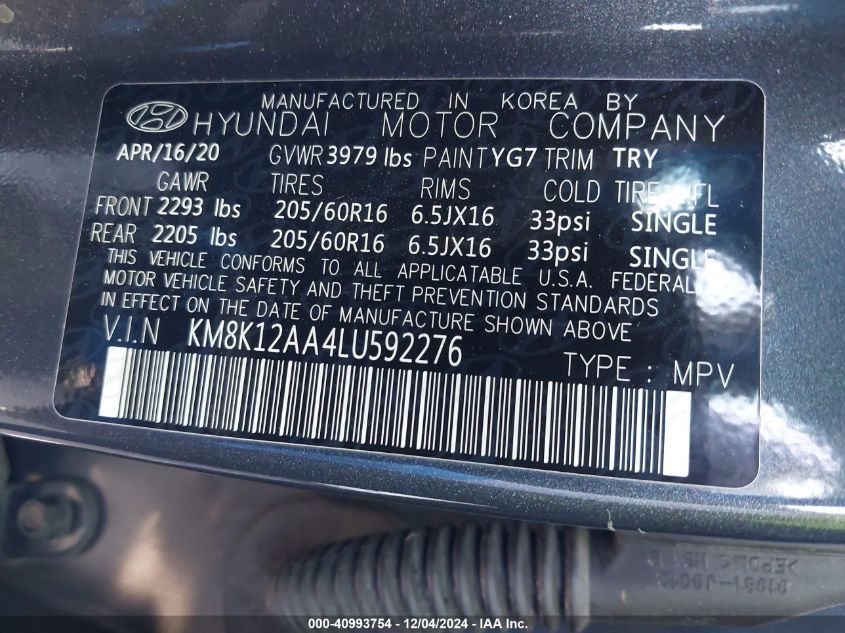 MANUFACTURED IN KOREA BY
HYUNDAI MOTOR COMPANY
APR/16/20 GVWR 3979 lbs PAINT YG7 TRIM TRY
GAWR TIRES RIMS COLD TIRE INFL
FRONT 2293 lbs 205/60R16 6.5JX16 33psi SINGLE
REAR 2205 lbs 205/60R16 6.5JX16 33psi SINGLE
THIS VEHICLE CONFORMS TO ALL APPLICATABLE U.S.A. FEDERAL
MOTOR VEHICLE SAFETY AND THEFT PREVENTION STANDARDS
IN EFFECT ON THE DATE OF MANUFACTURE SHOWN ABOVE.
V.I.N KM8K12AA4LU592276 TYPE : MPV
>EPDM<
000-40993754 - 12/04/2024 - IAA Inc.